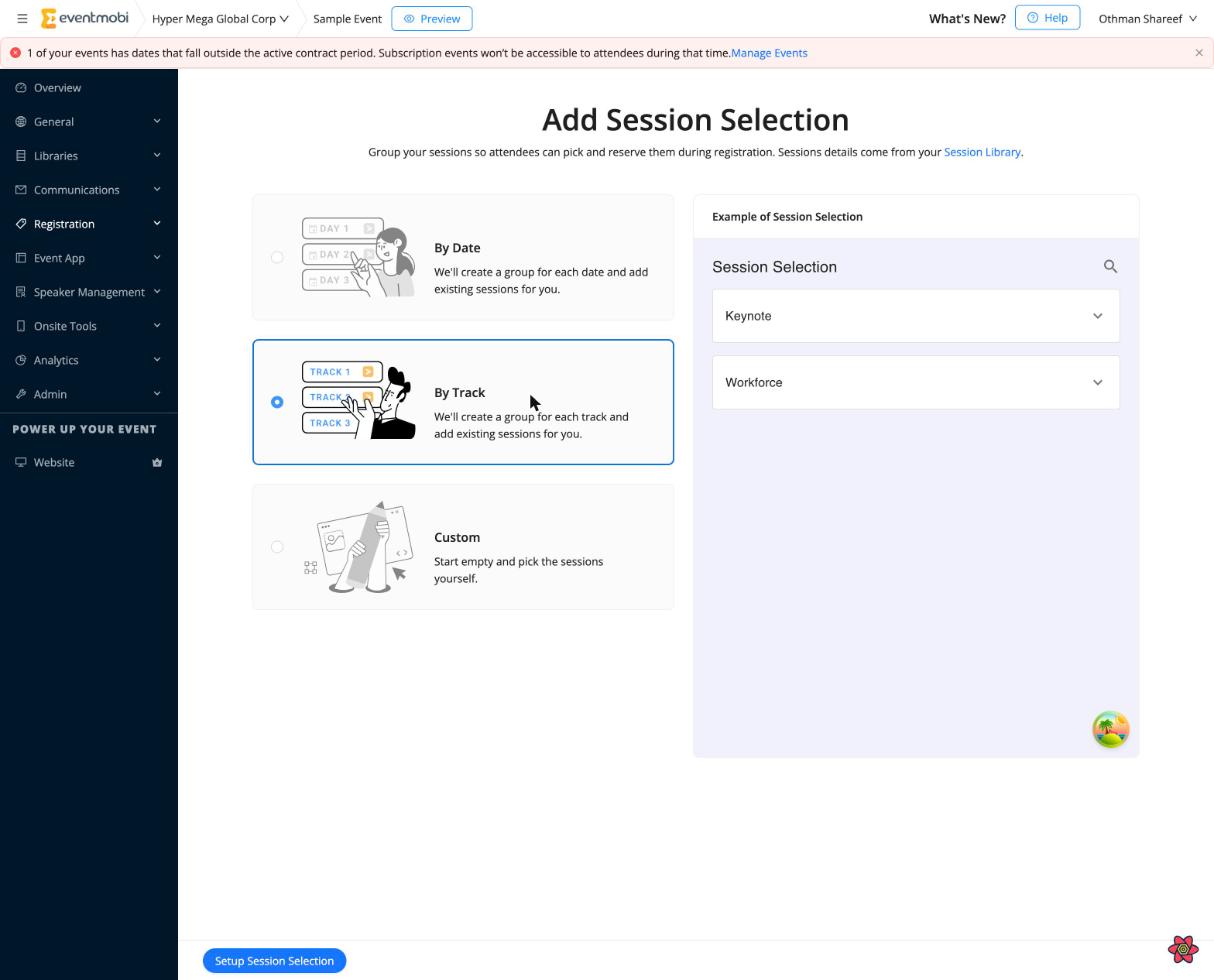 eventmobi
Hyper Mega Global Corp
Sample Event
Preview
What's New?
Help
Othman Shareef
1 of your events has dates that fall outside the active contract period. Subscription events won’t be accessible to attendees during that time.Manage Events
Overview
General
Libraries
Communications
Registration
Event App
Speaker Management
Onsite Tools
Analytics
Admin
POWER UP YOUR EVENT
Website
Add Session Selection
Group your sessions so attendees can pick and reserve them during registration. Sessions details come from your Session Library.
DAY 1
DAY 2
DAY 3
By Date
We'll create a group for each date and add
existing sessions for you.
TRACK 1
TRACK
TRACK 3
By Track
We'll create a group for each track and
add existing sessions for you.
Custom
Start empty and pick the sessions
yourself.
Example of Session Selection
Session Selection
Keynote
Workforce
Setup Session Selection